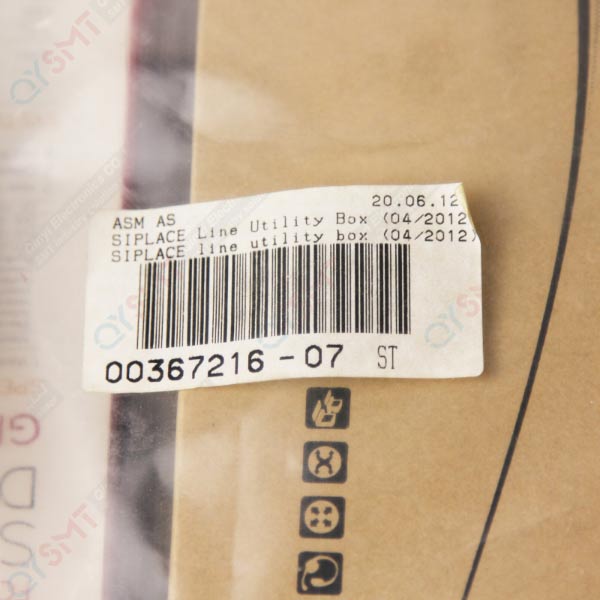 20.06.12
ASM AS
SIPLACE Line Utility Box (04/2012
SIPLACE line utility box (04/2012)
00367216-07 ST
QYSMT